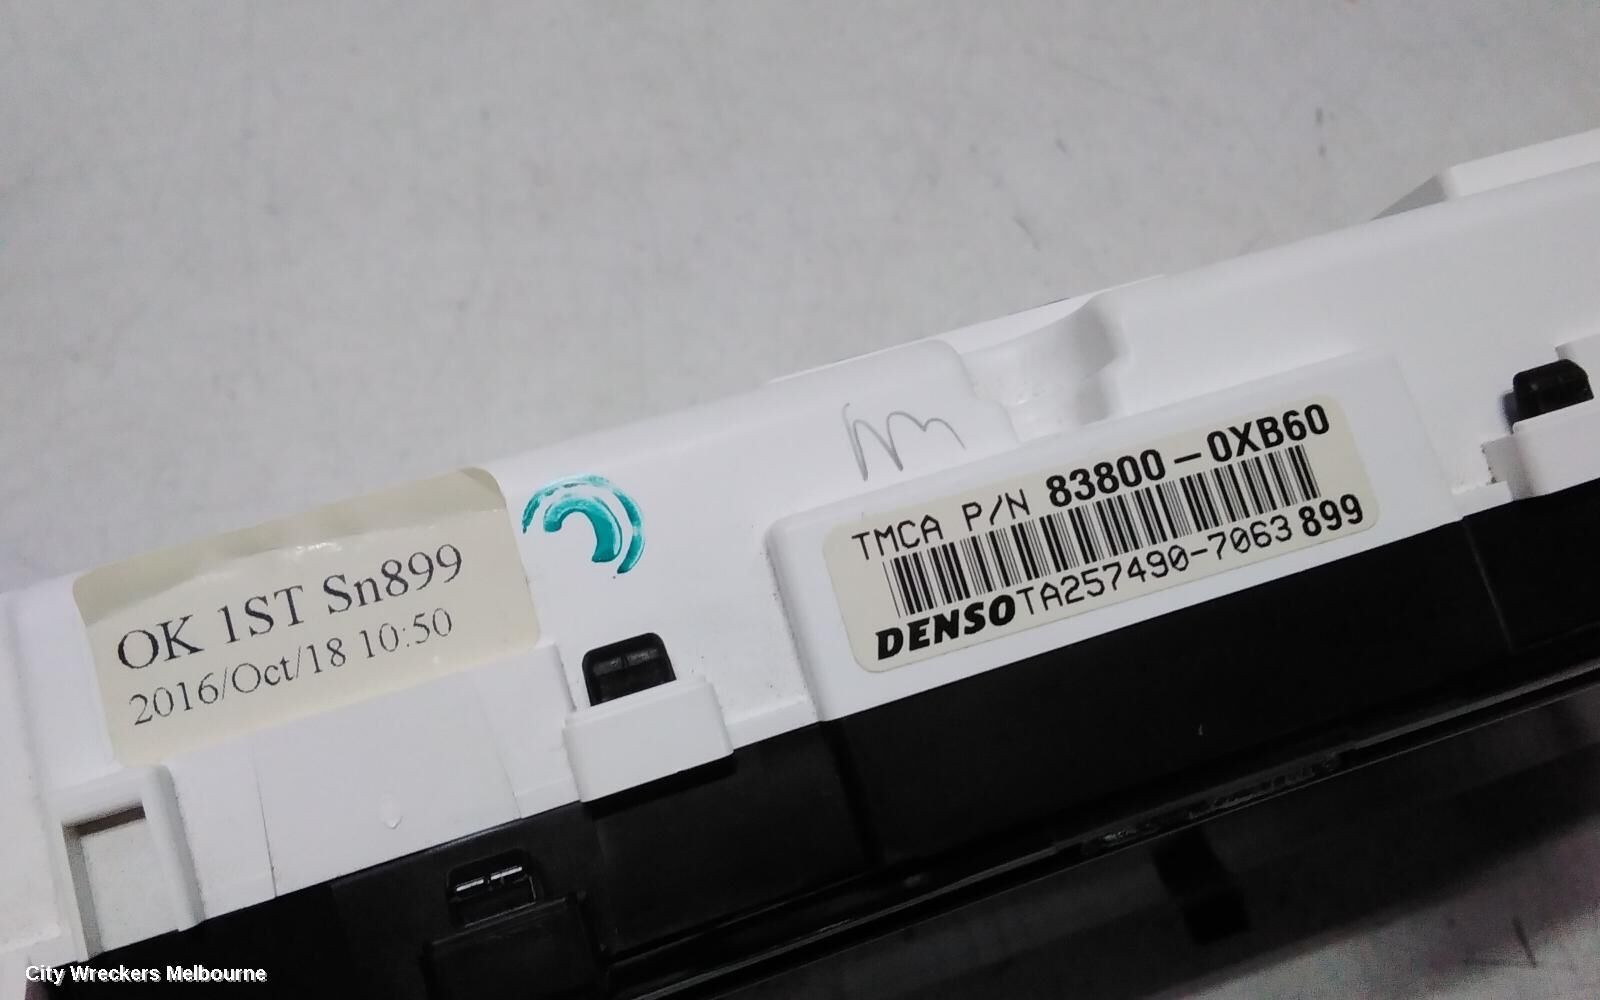 OK 1ST Sn899
2016/Oct/18 10:50
TMCA P/N 83800-0XB60
DENSO TA257490-7063 899
City Wreckers Melbourne